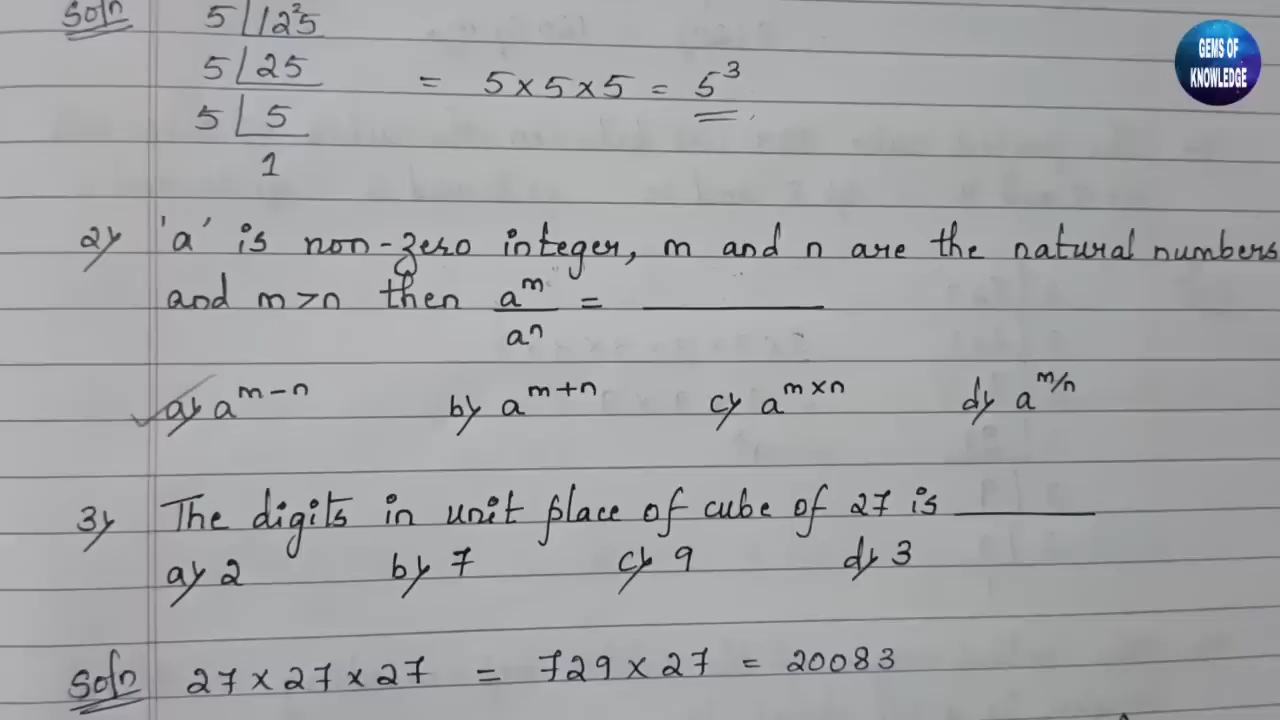 GEMS OF
KNOWLEDGE
Soln 5 | 125
5 | 25
= 5×5×5 = 5³
5 | 5
1
2) 'a' is non-zero integer, m and n are the natural numbers
and m>n then a^m/a^n = ______
a) a^(m-n) b) a^(m+n) c) a^(m×n) d) a^(m/n)
3) The digits in unit place of cube of 27 is ______
a) 2 b) 7 c) 9 d) 3
Soln 27×27×27 = 729×27 = 20083